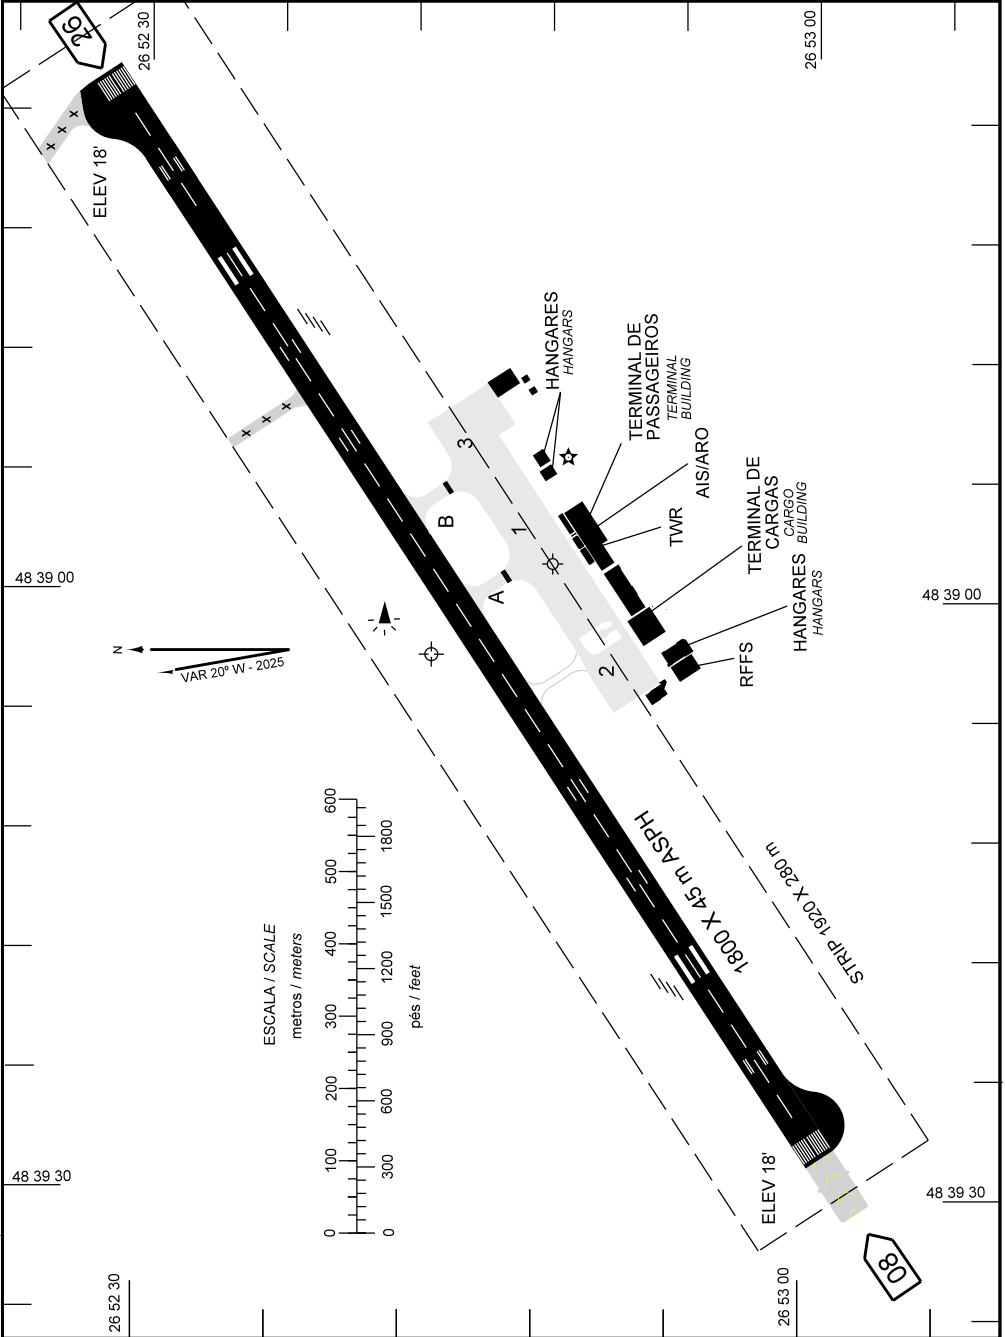 26
26 52 30
26 53 00
ELEV 18'
x x x
HANGARES
HANGARS
TERMINAL DE
PASSAGEIROS
TERMINAL
BUILDING
x x x
3
AIS/ARO
B
1
TWR
TERMINAL DE
CARGAS
CARGO
BUILDING
A
48 39 00
48 39 00
HANGARES
HANGARS
N
VAR 20º W - 2025
2
RFFS
ESCALA / SCALE
metros / meters
0 100 200 300 400 500 600
0 300 600 900 1200 1500 1800
pés / feet
1800 X 45 m ASPH
STRIP 1920 X 280 m
48 39 30
48 39 30
ELEV 18'
08
26 52 30
26 53 00